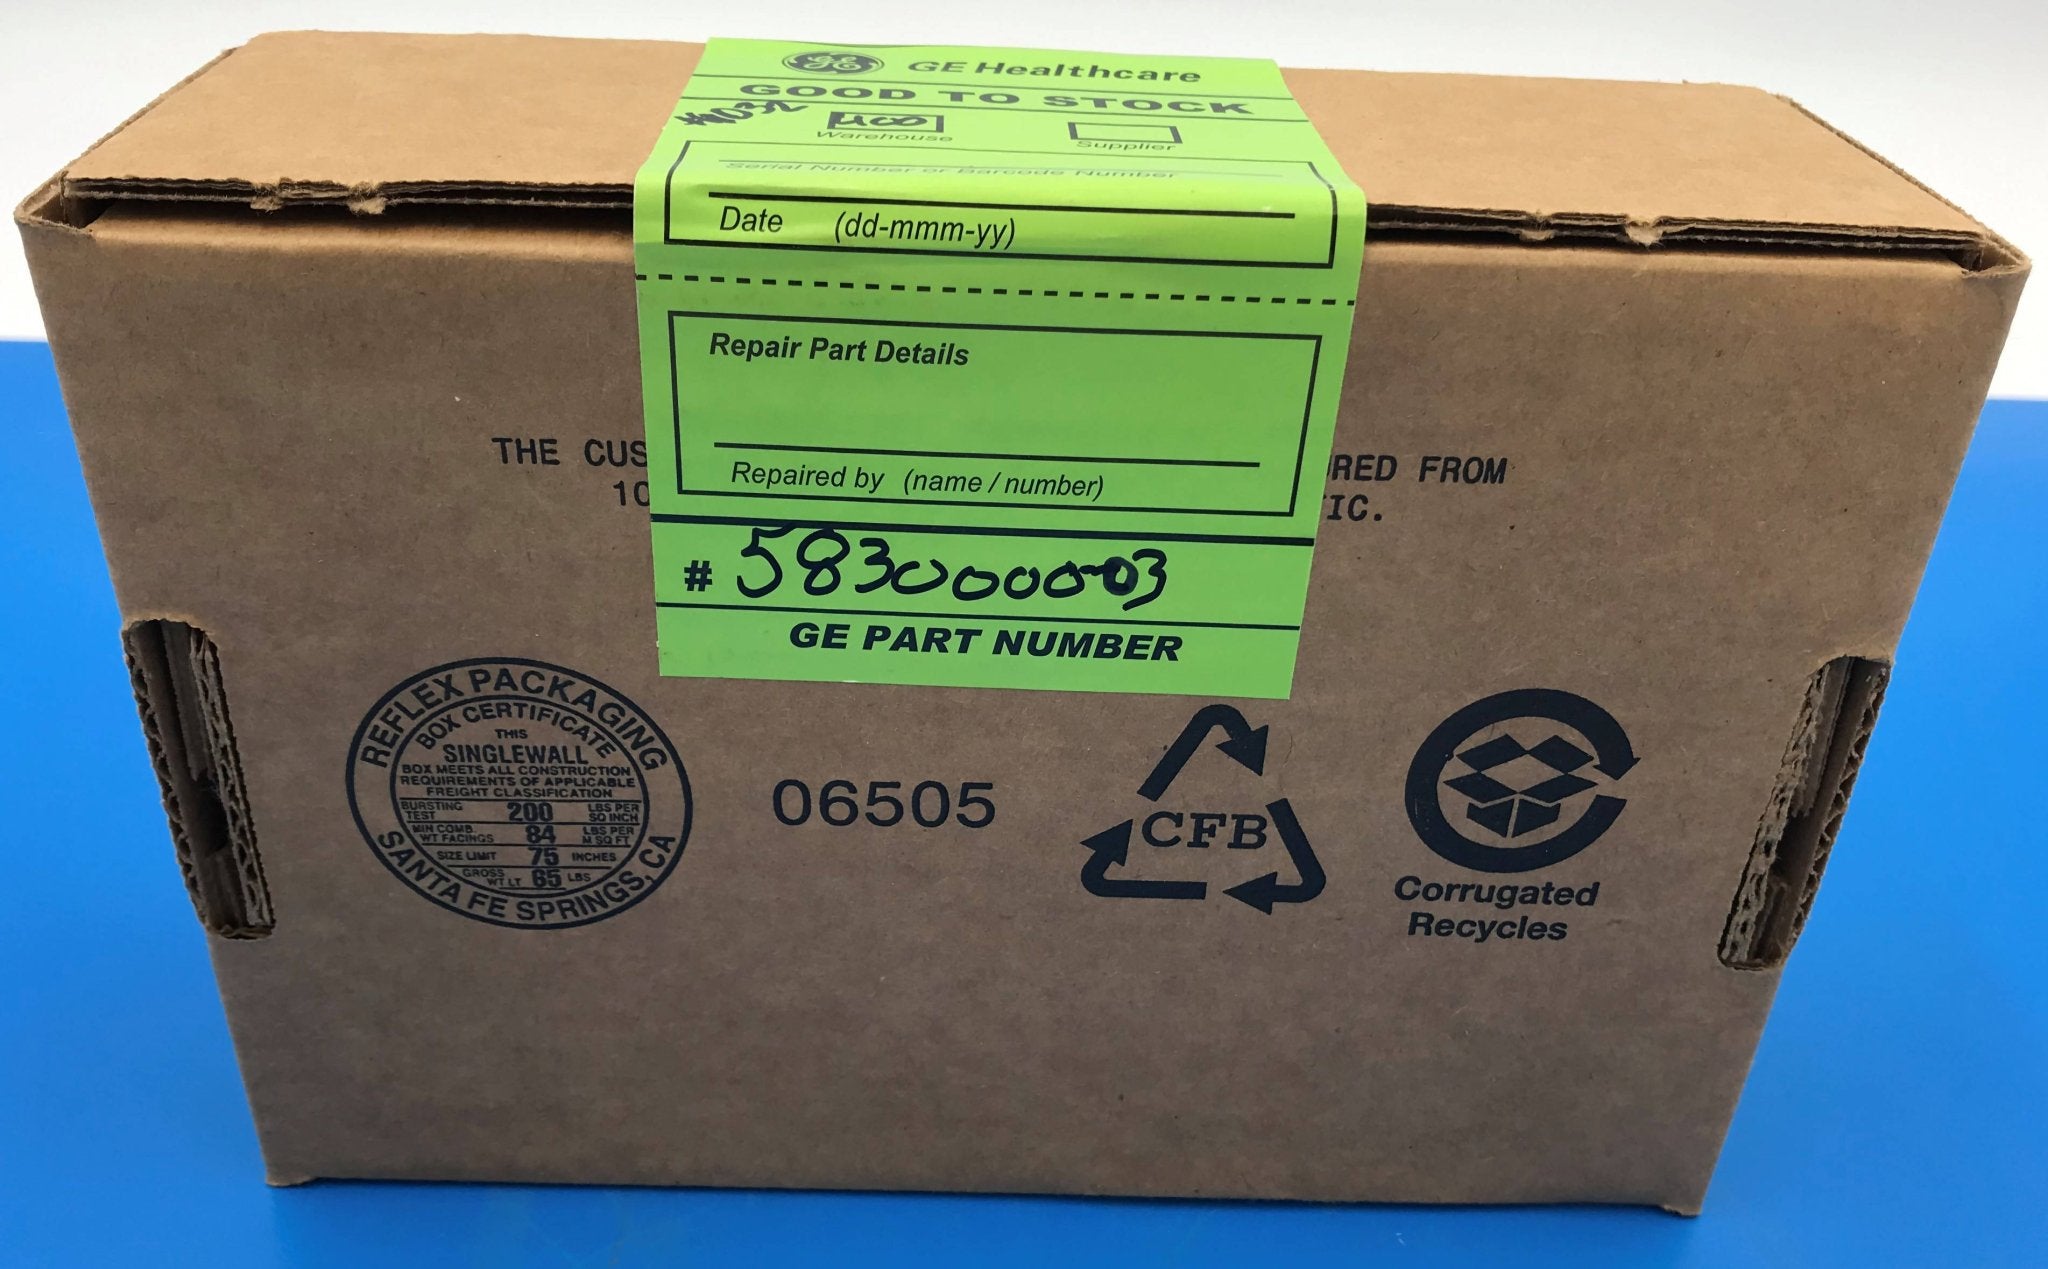 GE GE Healthcare
GOOD TO STOCK
Warehouse
Supplier
Serial Number or Barcode Number
Date (dd-mmm-yy)
Repair Part Details
Repaired by (name / number)
# 583000003
GE PART NUMBER
THE CUS
RED FROM
10
IC.
REFLEX PACKAGING
BOX CERTIFICATE
THIS
SINGLEWALL
BOX MEETS ALL CONSTRUCTION
REQUIREMENTS OF APPLICABLE
FREIGHT CLASSIFICATION
BURSTING TEST 200 LBS PER SQ INCH
MIN COMB. WT FACINGS 84 LBS PER M SQ FT
SIZE LIMIT 75 INCHES
GROSS WT LT 65 LBS
SANTA FE SPRINGS, CA
06505
CFB
Corrugated
Recycles